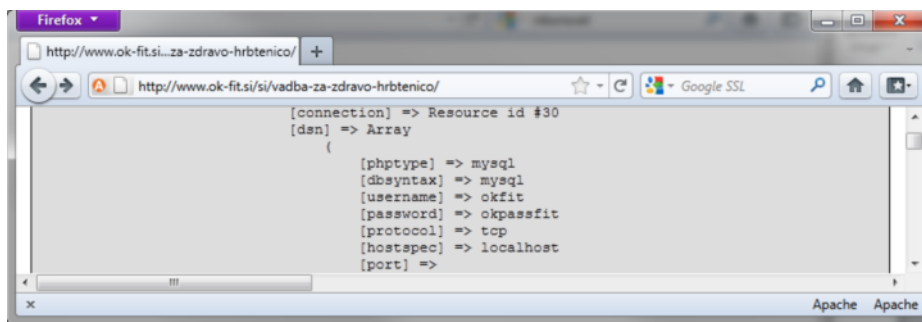 Firefox
http://www.ok-fit.si...za-zdravo-hrbtenico/
http://www.ok-fit.si/si/vadba-za-zdravo-hrbtenico/ Google SSL
[connection] => Resource id #30
[dsn] => Array
(
[phptype] => mysql
[dbsyntax] => mysql
[username] => okfit
[password] => okpassfit
[protocol] => tcp
[hostspec] => localhost
[port] =>
Apache Apache